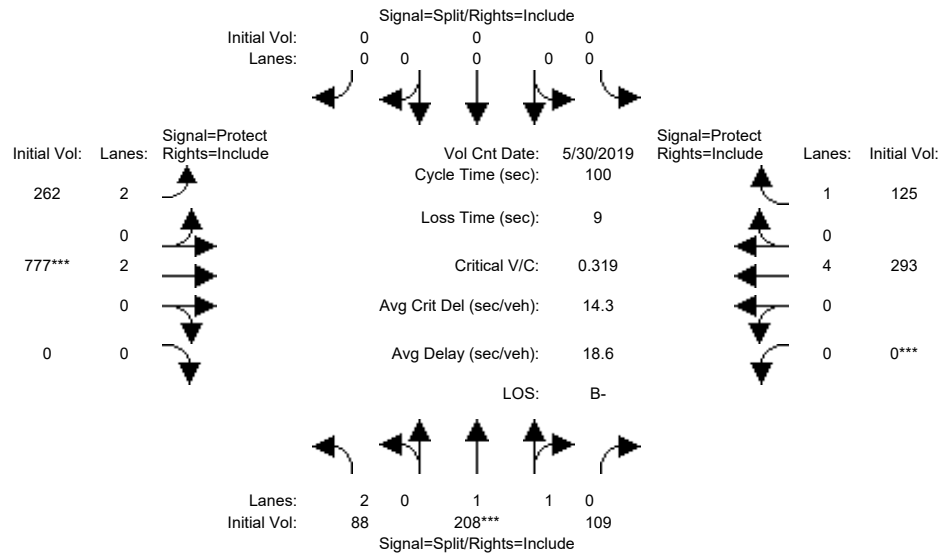 Signal=Split/Rights=Include
Initial Vol: 0 0 0
Lanes: 0 0 0 0 0
Signal=Protect Signal=Protect
Initial Vol: Lanes: Rights=Include Vol Cnt Date: 5/30/2019 Rights=Include Lanes: Initial Vol:
Cycle Time (sec): 100
262 2 1 125
Loss Time (sec): 9
0 0
777*** 2 Critical V/C: 0.319 4 293
0 Avg Crit Del (sec/veh): 14.3 0
0 0 Avg Delay (sec/veh): 18.6 0 0***
LOS: B-
Lanes: 2 0 1 1 0
Initial Vol: 88 208*** 109
Signal=Split/Rights=Include